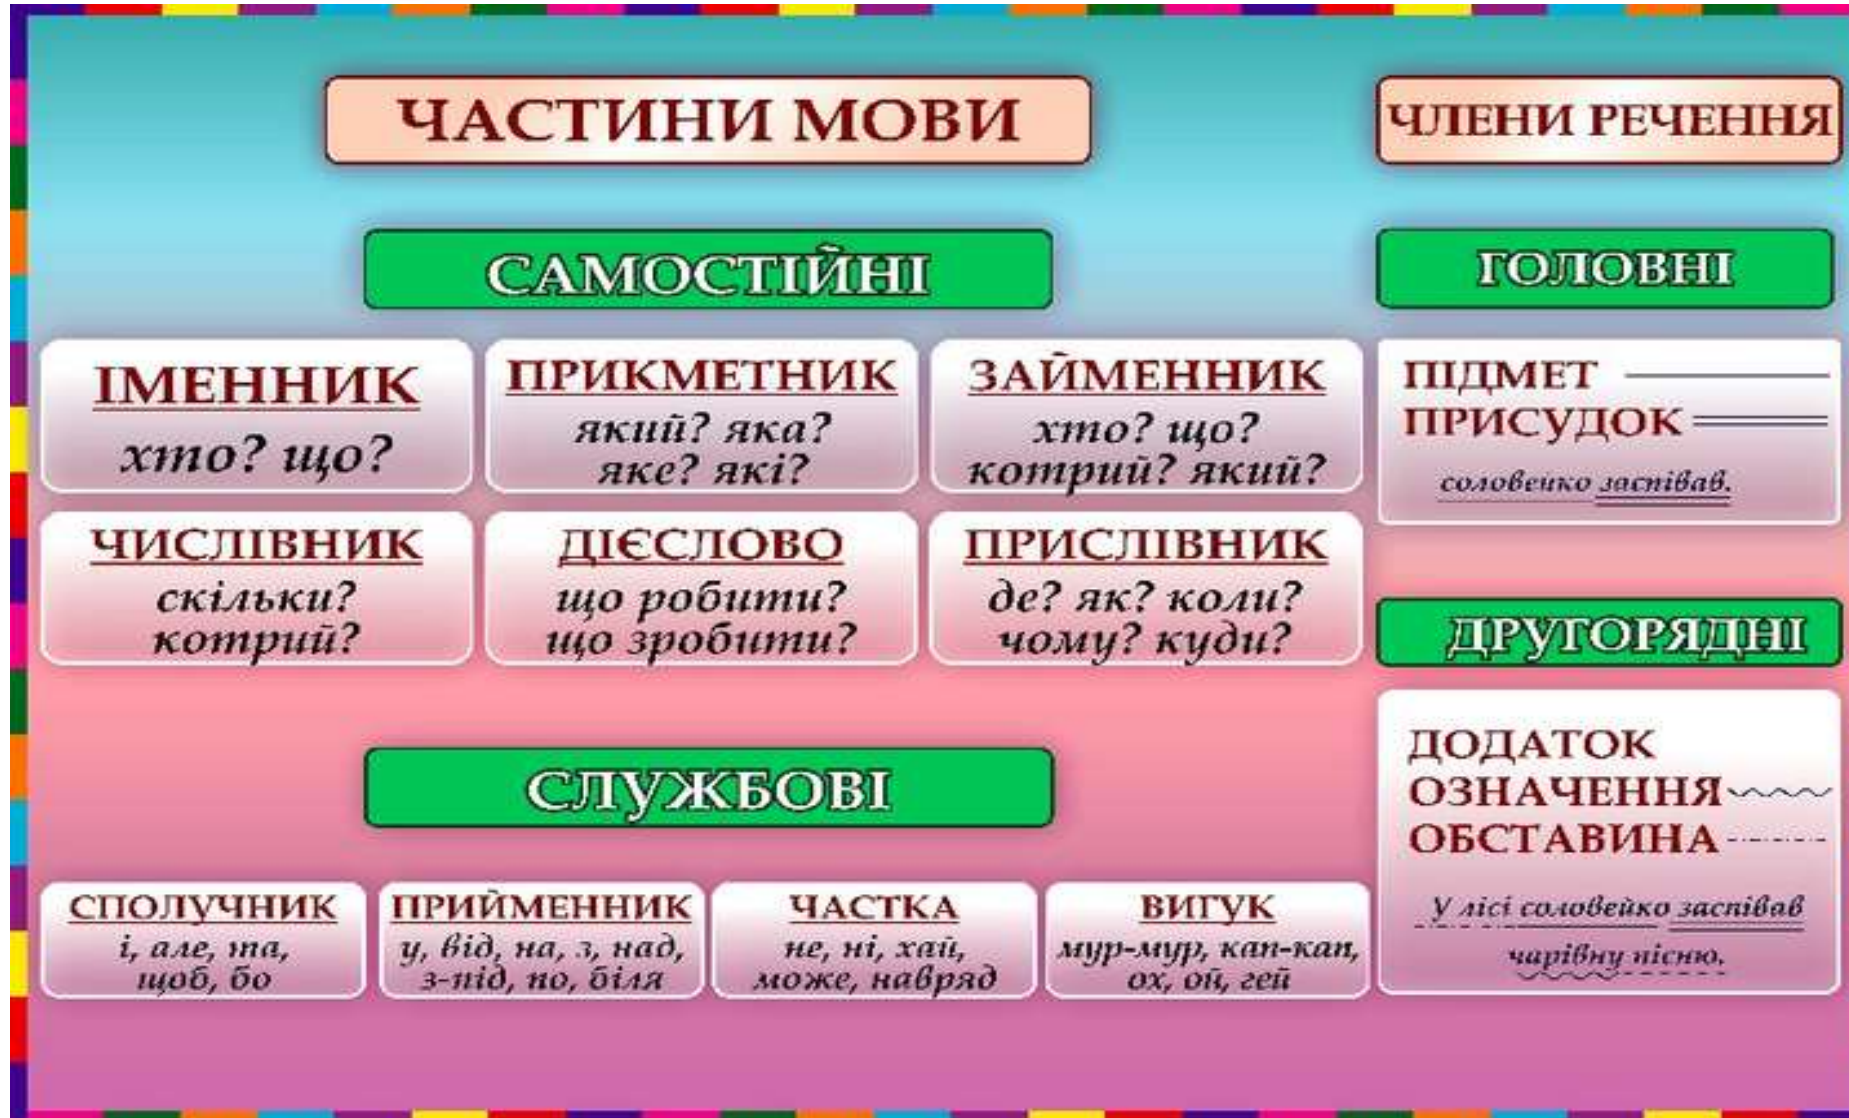 ЧАСТИНИ МОВИ
САМОСТІЙНІ
ІМЕННИК
хто? що?
ПРИКМЕТНИК
який? яка?
яке? які?
ЗАЙМЕННИК
хто? що?
котрий? який?
ЧИСЛІВНИК
скільки?
котрий?
ДІЄСЛОВО
що робити?
що зробити?
ПРИСЛІВНИК
де? як? коли?
чому? куди?
СЛУЖБОВІ
СПОЛУЧНИК
і, але, та,
щоб, бо
ПРИЙМЕННИК
у, від, на, з, над,
з-під, по, біля
ЧАСТКА
не, ні, хай,
може, навряд
ВИГУК
мур-мур, кап-кап,
ох, ой, гей
ЧЛЕНИ РЕЧЕННЯ
ГОЛОВНІ
ПІДМЕТ
ПРИСУДОК
соловейко заспівав.
ДРУГОРЯДНІ
ДОДАТОК
ОЗНАЧЕННЯ
ОБСТАВИНА
У лісі соловейко заспівав
чарівну пісню.